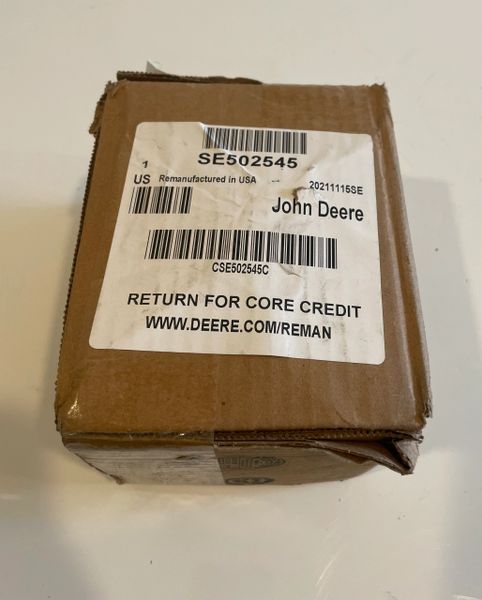 SE502545
1
US Remanufactured in USA 20211115SE
John Deere
CSE502545C
RETURN FOR CORE CREDIT
WWW.DEERE.COM/REMAN